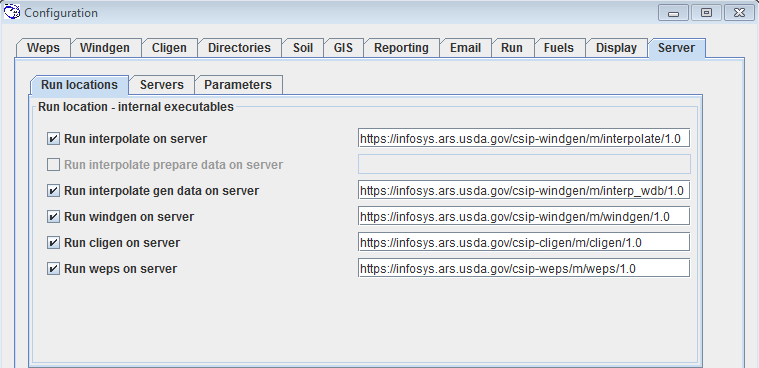 Configuration
Weps Windgen Cligen Directories Soil GIS Reporting Email Run Fuels Display Server
Run locations Servers Parameters
Run location - internal executables
Run interpolate on server https://infosys.ars.usda.gov/csip-windgen/m/interpolate/1.0
Run interpolate prepare data on server
Run interpolate gen data on server https://infosys.ars.usda.gov/csip-windgen/m/interp_wdb/1.0
Run windgen on server https://infosys.ars.usda.gov/csip-windgen/m/windgen/1.0
Run cligen on server https://infosys.ars.usda.gov/csip-cligen/m/cligen/1.0
Run weps on server https://infosys.ars.usda.gov/csip-weps/m/weps/1.0